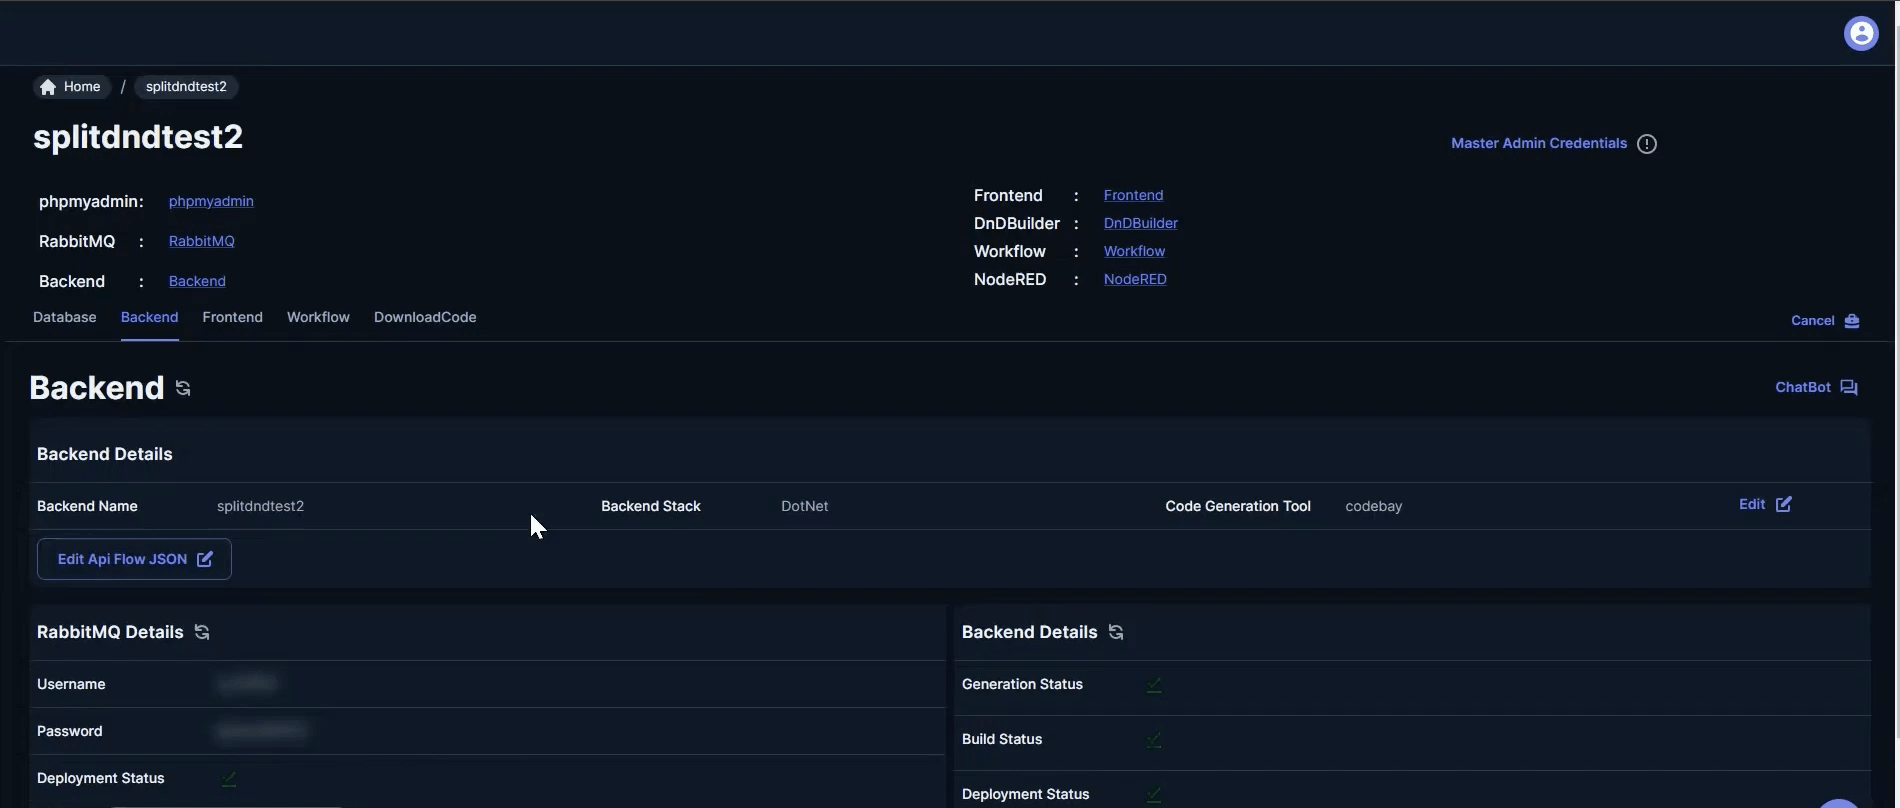 Home / splitdndtest2
splitdndtest2
Master Admin Credentials
phpmyadmin: phpmyadmin
RabbitMQ : RabbitMQ
Backend : Backend
Frontend : Frontend
DnDBuilder : DnDBuilder
Workflow : Workflow
NodeRED : NodeRED
Database Backend Frontend Workflow DownloadCode
Cancel
Backend
ChatBot
Backend Details
Backend Name splitdndtest2 Backend Stack DotNet Code Generation Tool codebay Edit
Edit Api Flow JSON
RabbitMQ Details
Username
Password
Deployment Status
Backend Details
Generation Status
Build Status
Deployment Status